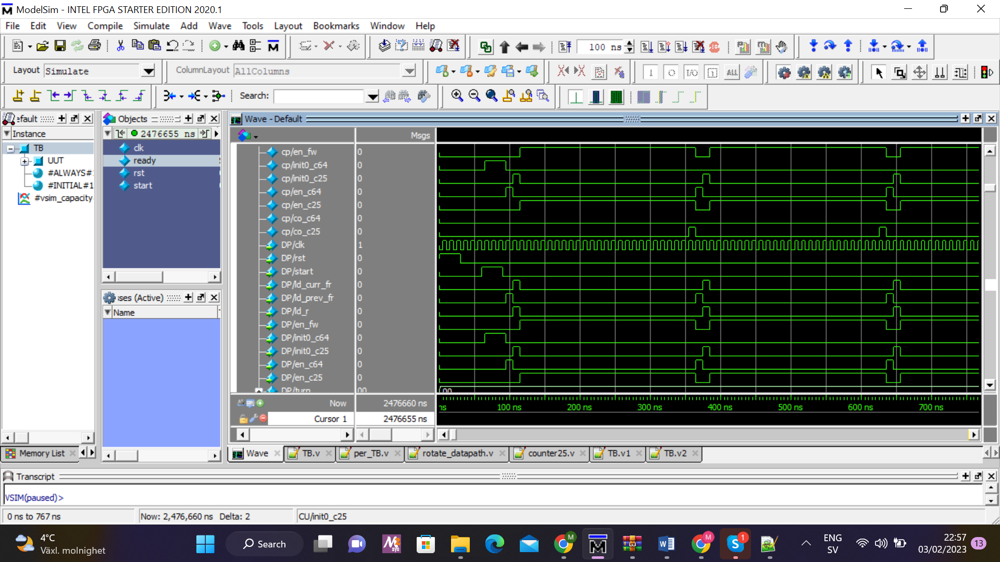 ModelSim - INTEL FPGA STARTER EDITION 2020.1
File Edit View Compile Simulate Add Wave Tools Layout Bookmarks Window Help
100 ns
Layout Simulate
ColumnLayout AllColumns
ALL
Search:
Objects
Wave - Default
Instance
2476655 ns
Msgs
TB
UUT
#ALWAYS#
#INITIAL#1
#vsim_capacity
clk
ready
rst
start
cp/en_fw 0
cp/init0_c64 0
cp/init0_c25 0
cp/en_c64 0
cp/en_c25 0
cp/co_c64 0
cp/co_c25 0
DP/clk 1
DP/rst 0
DP/start 0
DP/ld_curr_fr 0
DP/ld_prev_fr 0
DP/ld_r 0
DP/en_fw 0
DP/init0_c64 0
DP/init0_c25 0
DP/en_c64 0
DP/en_c25 0
DP/turn 00
00
sses (Active)
Name
Now 2476660 ns
Cursor 1 2476655 ns
ns 100 ns 200 ns 300 ns 400 ns 500 ns 600 ns 700 ns
Memory List
Wave TB.v per_TB.v rotate_datapath.v counter25.v TB.v1 TB.v2
Transcript
VSIM(paused)>
0 ns to 767 ns
Now: 2,476,660 ns Delta: 2
CU/init0_c25
4°C
Växl. molnighet
Search
M
sys
M
M
1
ENG
SV
22:57
03/02/2023
13